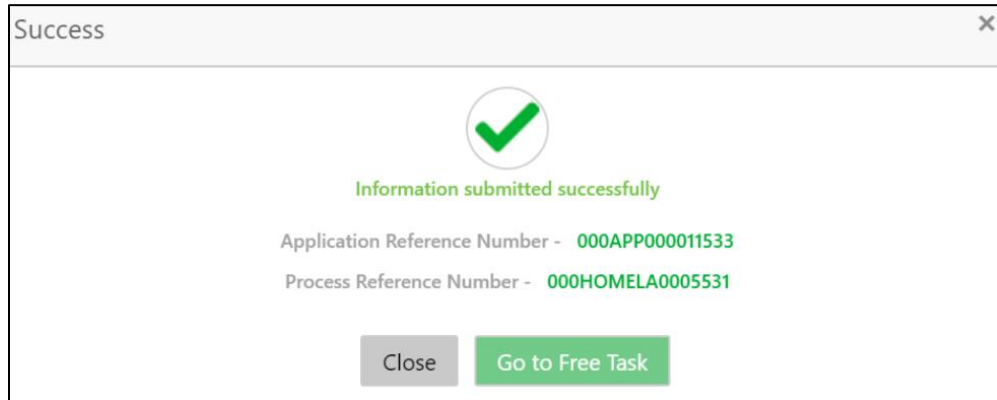 Success
Information submitted successfully
Application Reference Number - 000APP000011533
Process Reference Number - 000HOMELA0005531
Close Go to Free Task